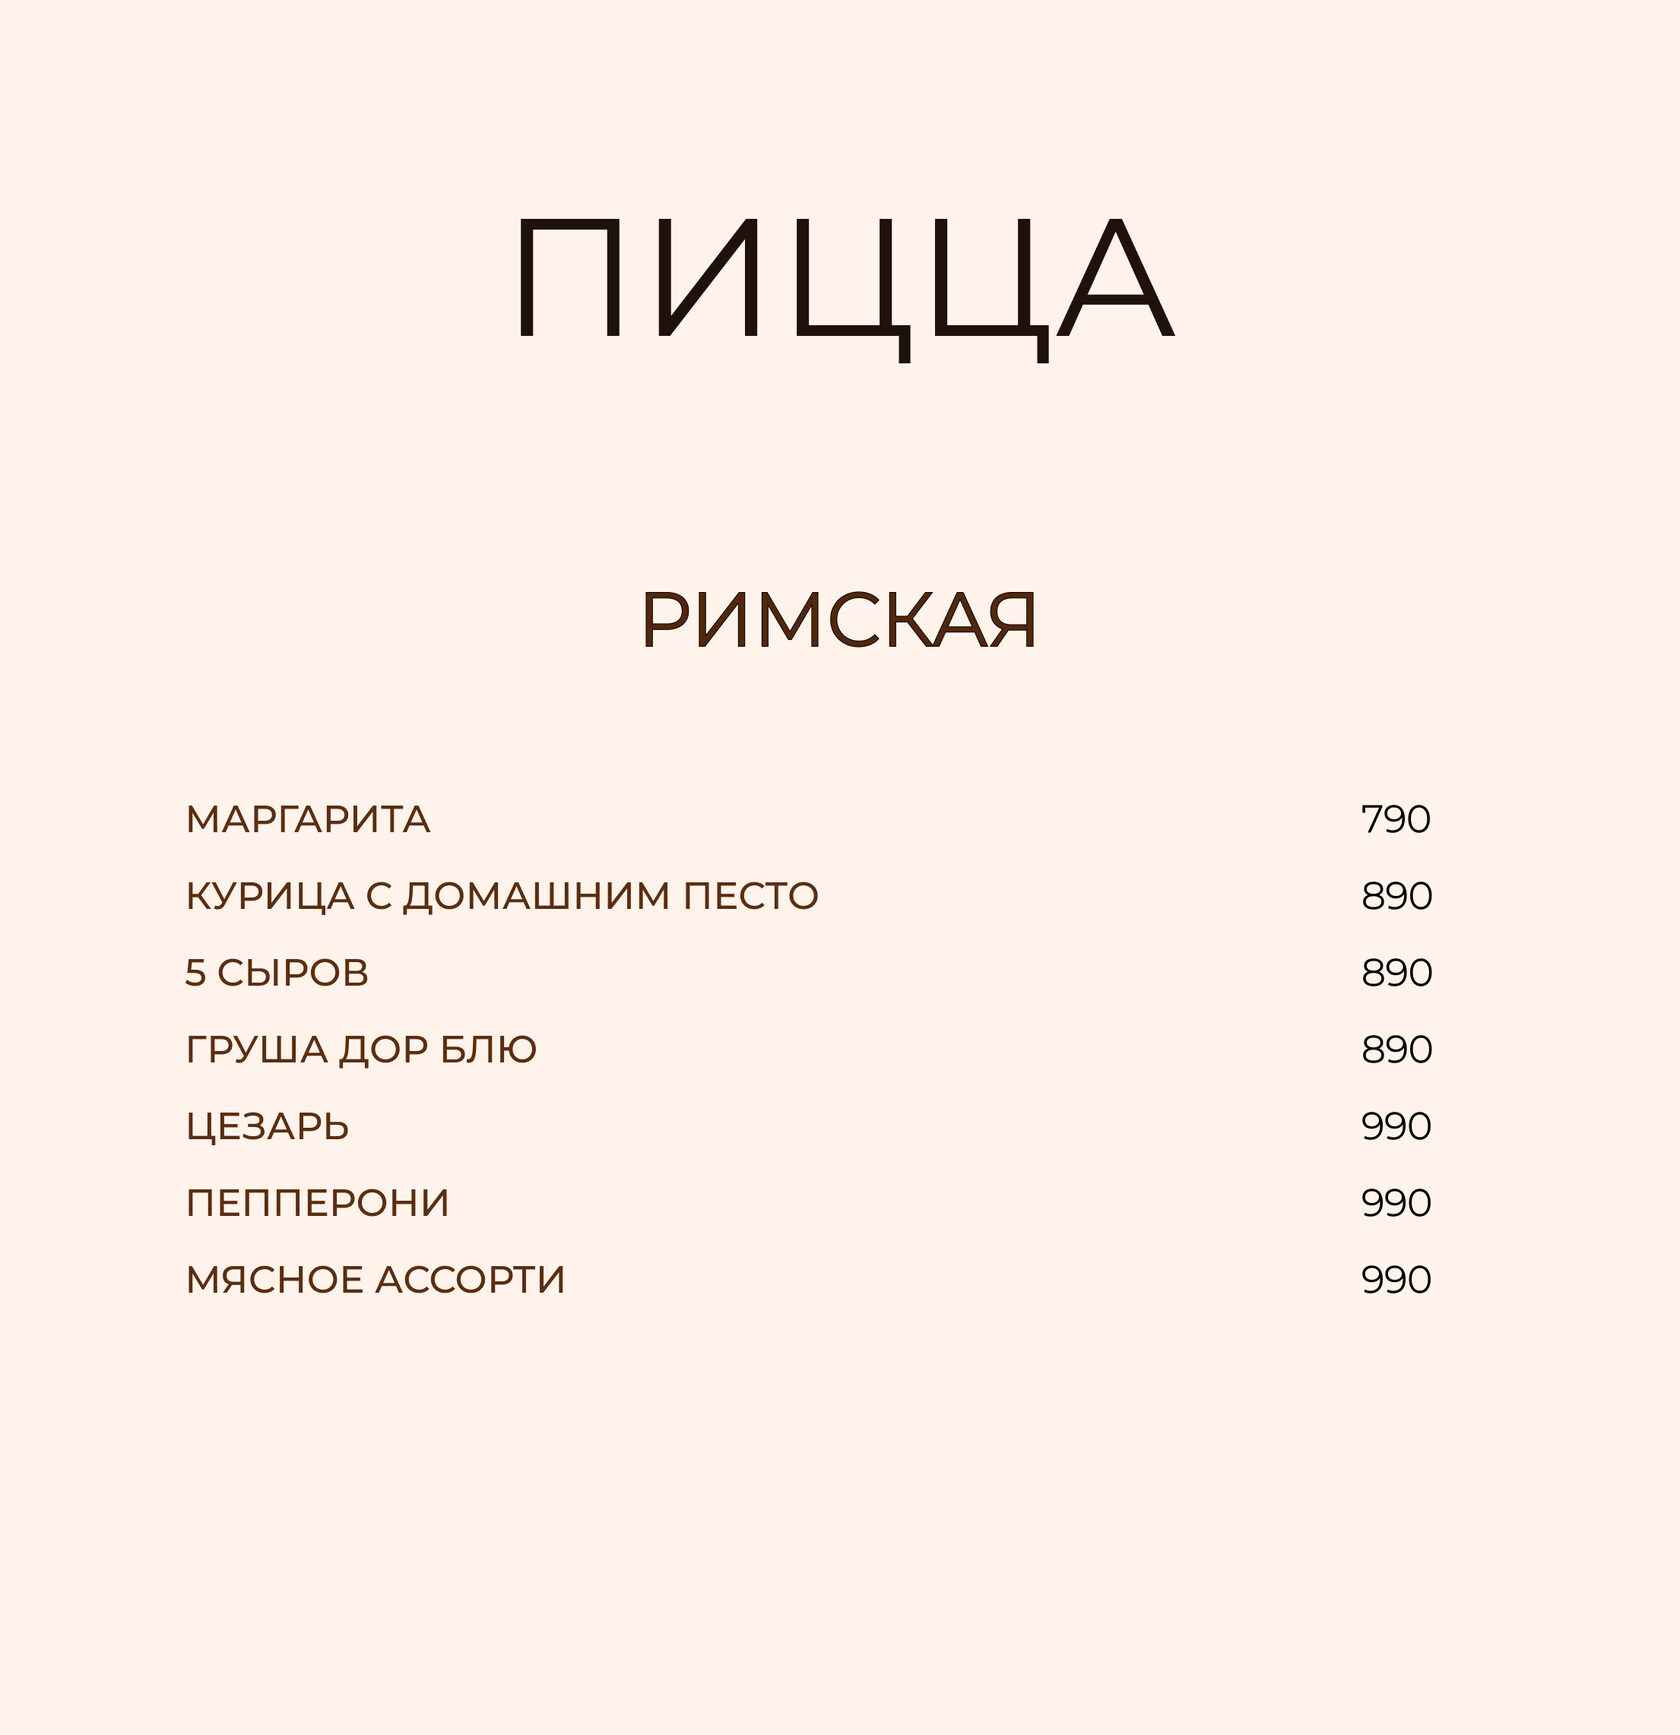 ПИЦЦА
РИМСКАЯ
МАРГАРИТА 790
КУРИЦА С ДОМАШНИМ ПЕСТО 890
5 СЫРОВ 890
ГРУША ДОР БЛЮ 890
ЦЕЗАРЬ 990
ПЕППЕРОНИ 990
МЯСНОЕ АССОРТИ 990